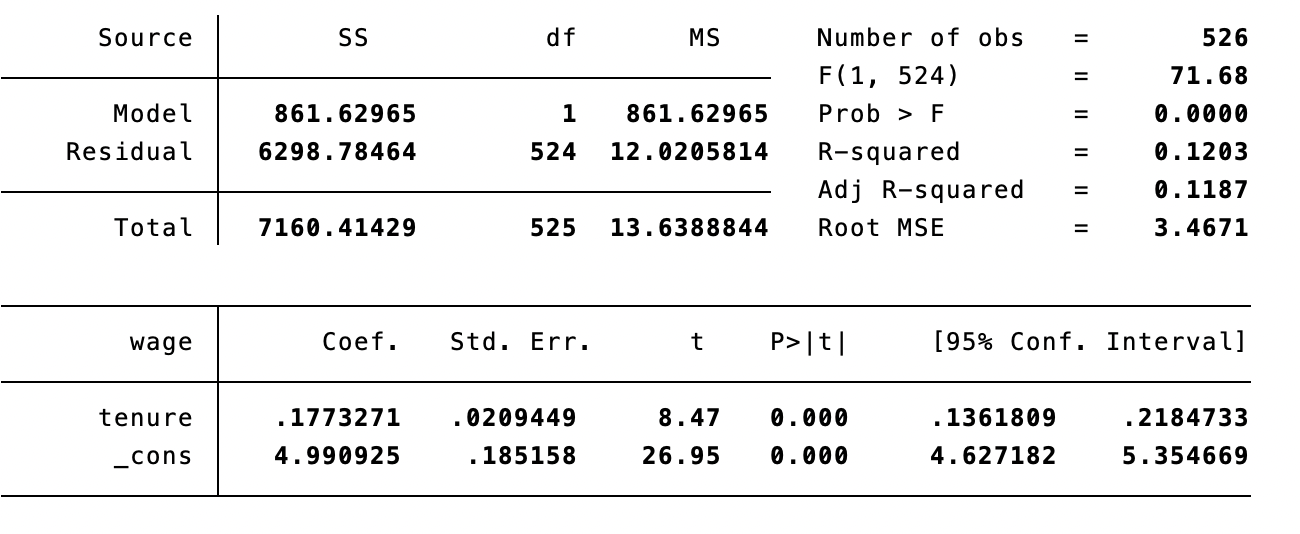 Source SS df MS Number of obs = 526
F(1, 524) = 71.68
Model 861.62965 1 861.62965 Prob > F = 0.0000
Residual 6298.78464 524 12.0205814 R-squared = 0.1203
Adj R-squared = 0.1187
Total 7160.41429 525 13.6388844 Root MSE = 3.4671
wage Coef. Std. Err. t P>|t| [95% Conf. Interval]
tenure .1773271 .0209449 8.47 0.000 .1361809 .2184733
_cons 4.990925 .185158 26.95 0.000 4.627182 5.354669